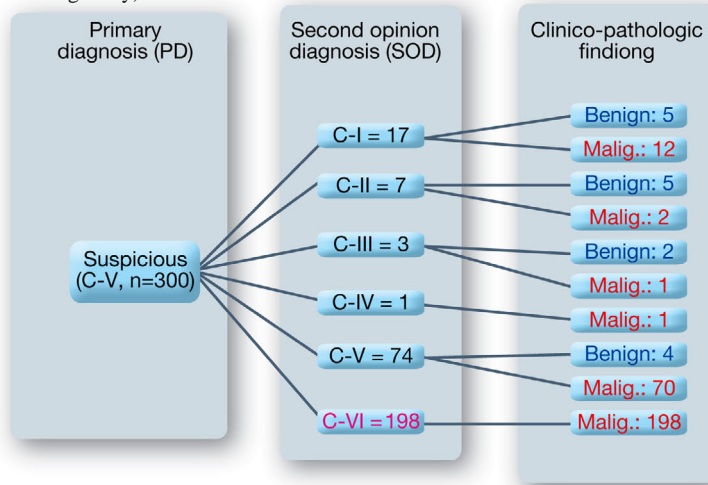 Primary
diagnosis (PD)
Second opinion
diagnosis (SOD)
Clinico-pathologic
findiong
Suspicious
(C-V, n=300)
C-I = 17
C-II = 7
C-III = 3
C-IV = 1
C-V = 74
C-VI = 198
Benign: 5
Malig.: 12
Benign: 5
Malig.: 2
Benign: 2
Malig.: 1
Malig.: 1
Benign: 4
Malig.: 70
Malig.: 198